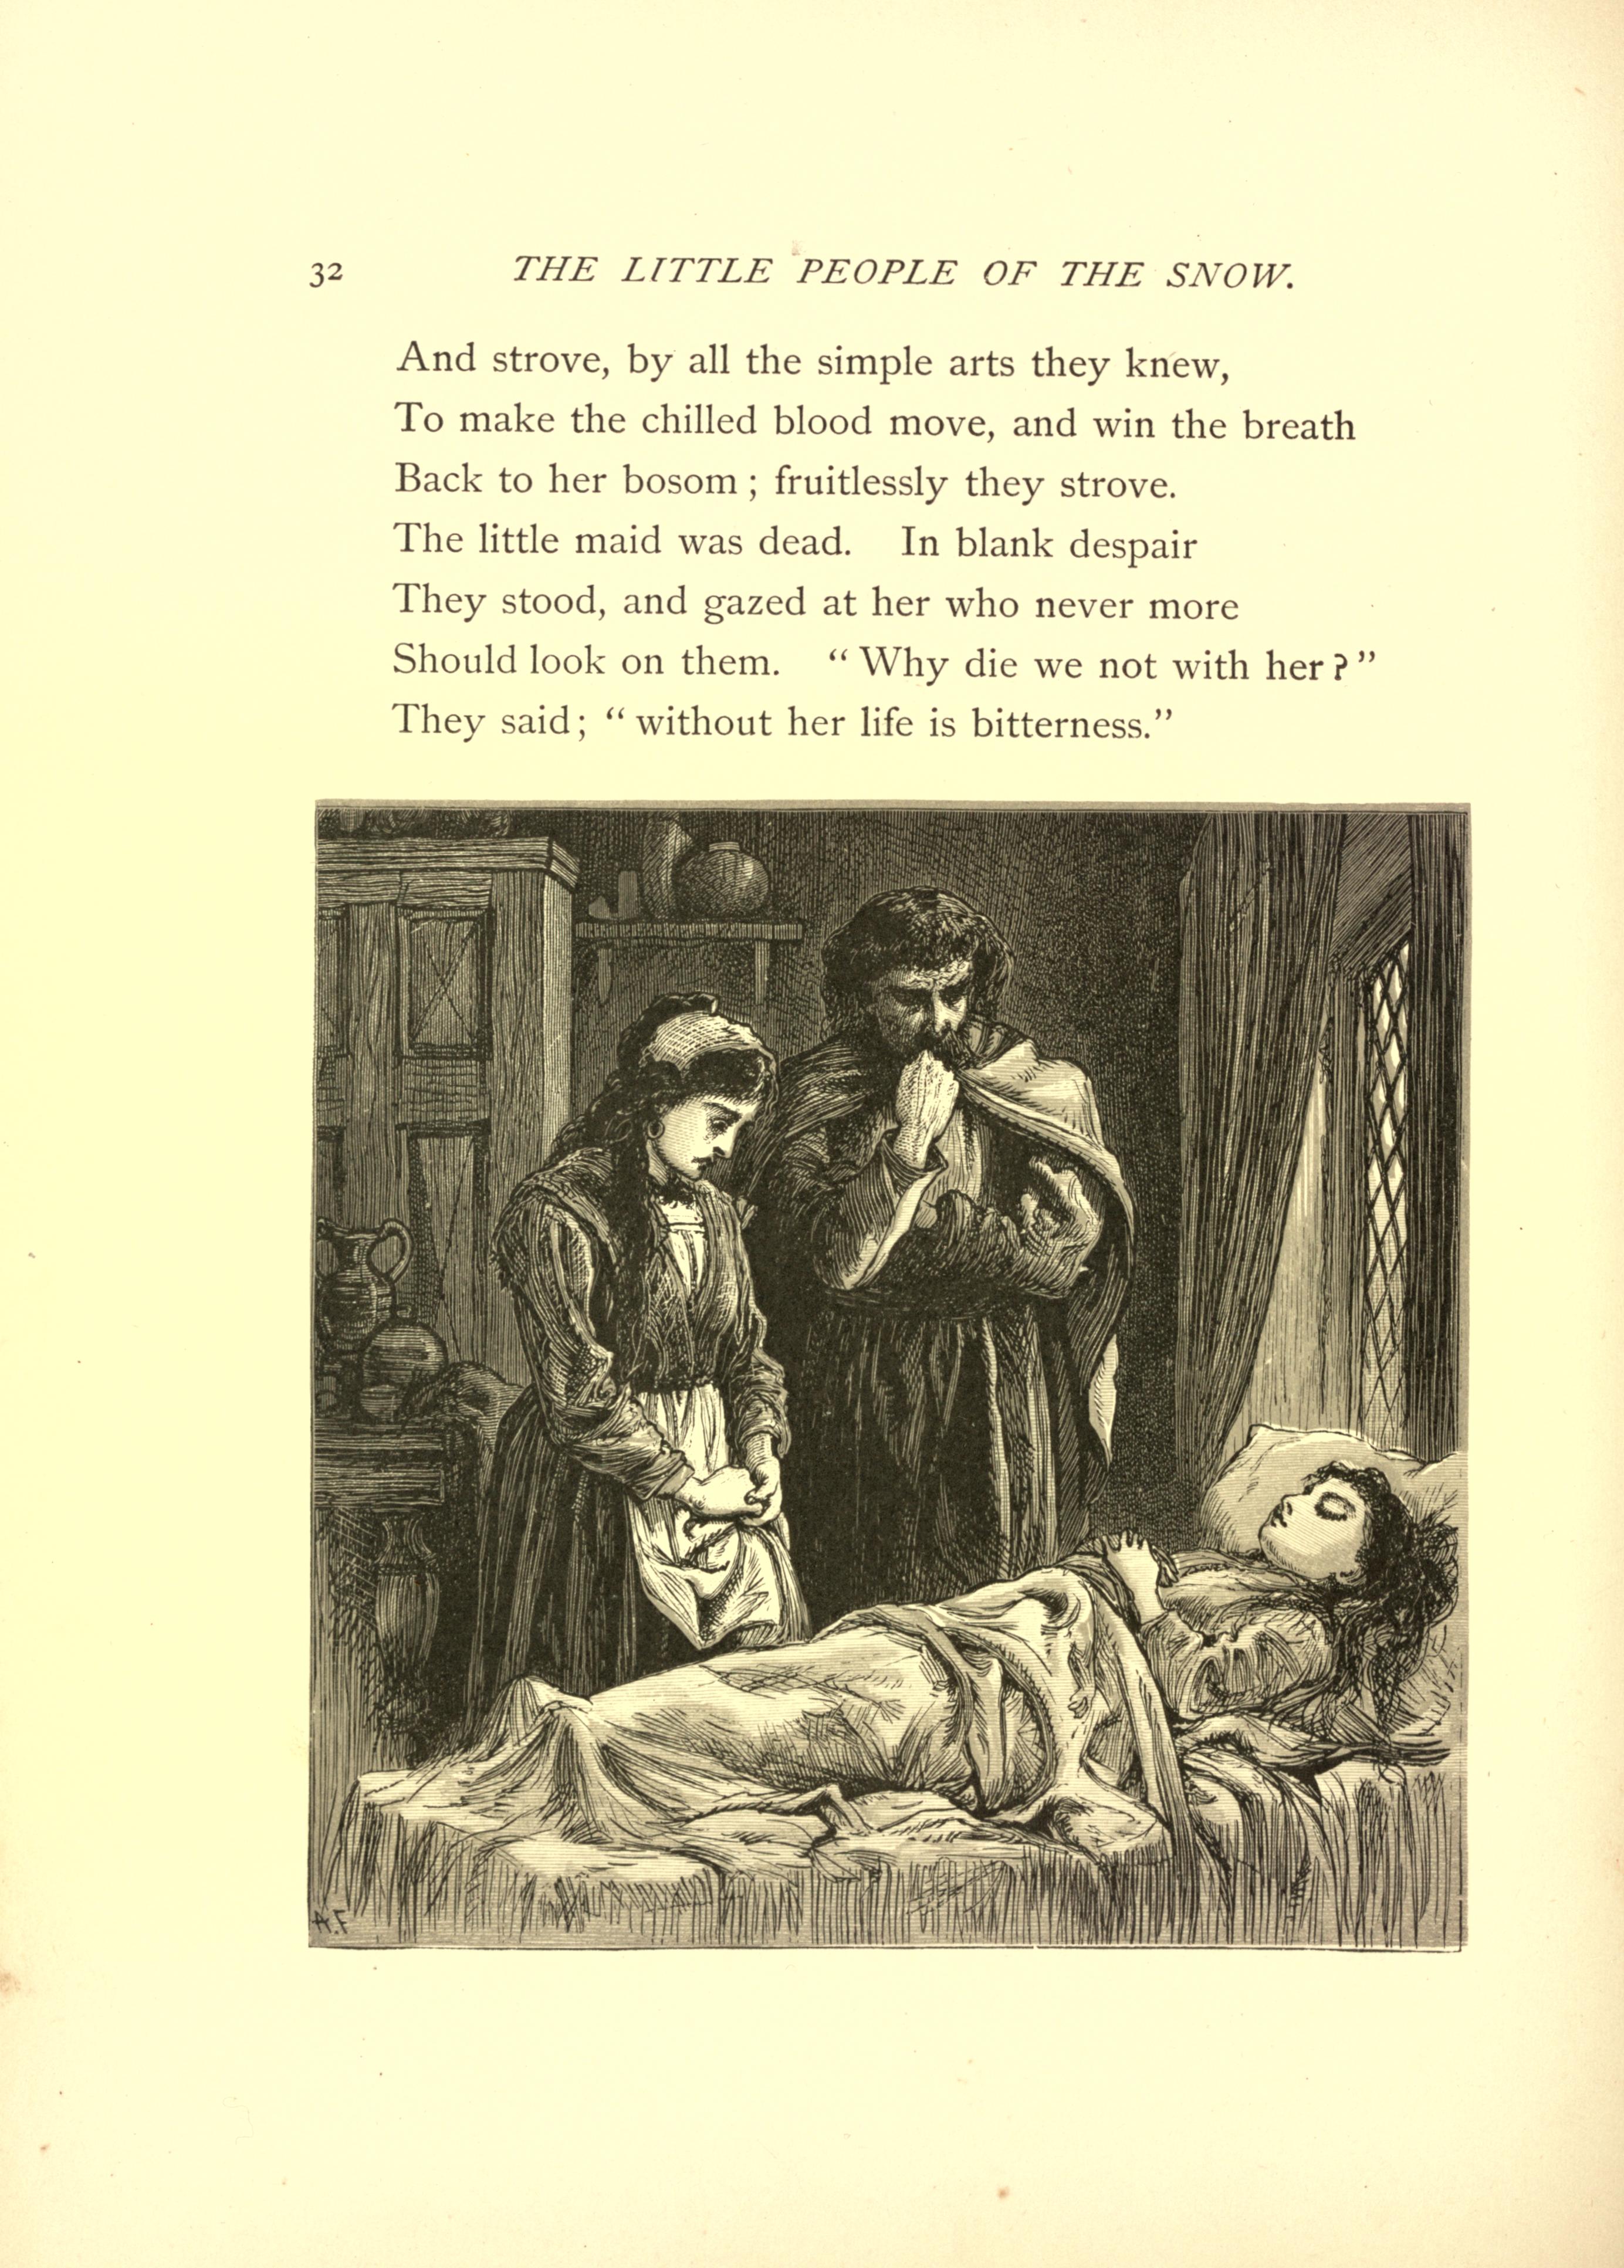 32 THE LITTLE PEOPLE OF THE SNOW.
And strove, by all the simple arts they knew,
To make the chilled blood move, and win the breath
Back to her bosom; fruitlessly they strove.
The little maid was dead. In blank despair
They stood, and gazed at her who never more
Should look on them. “Why die we not with her?”
They said; “without her life is bitterness.”
A.F